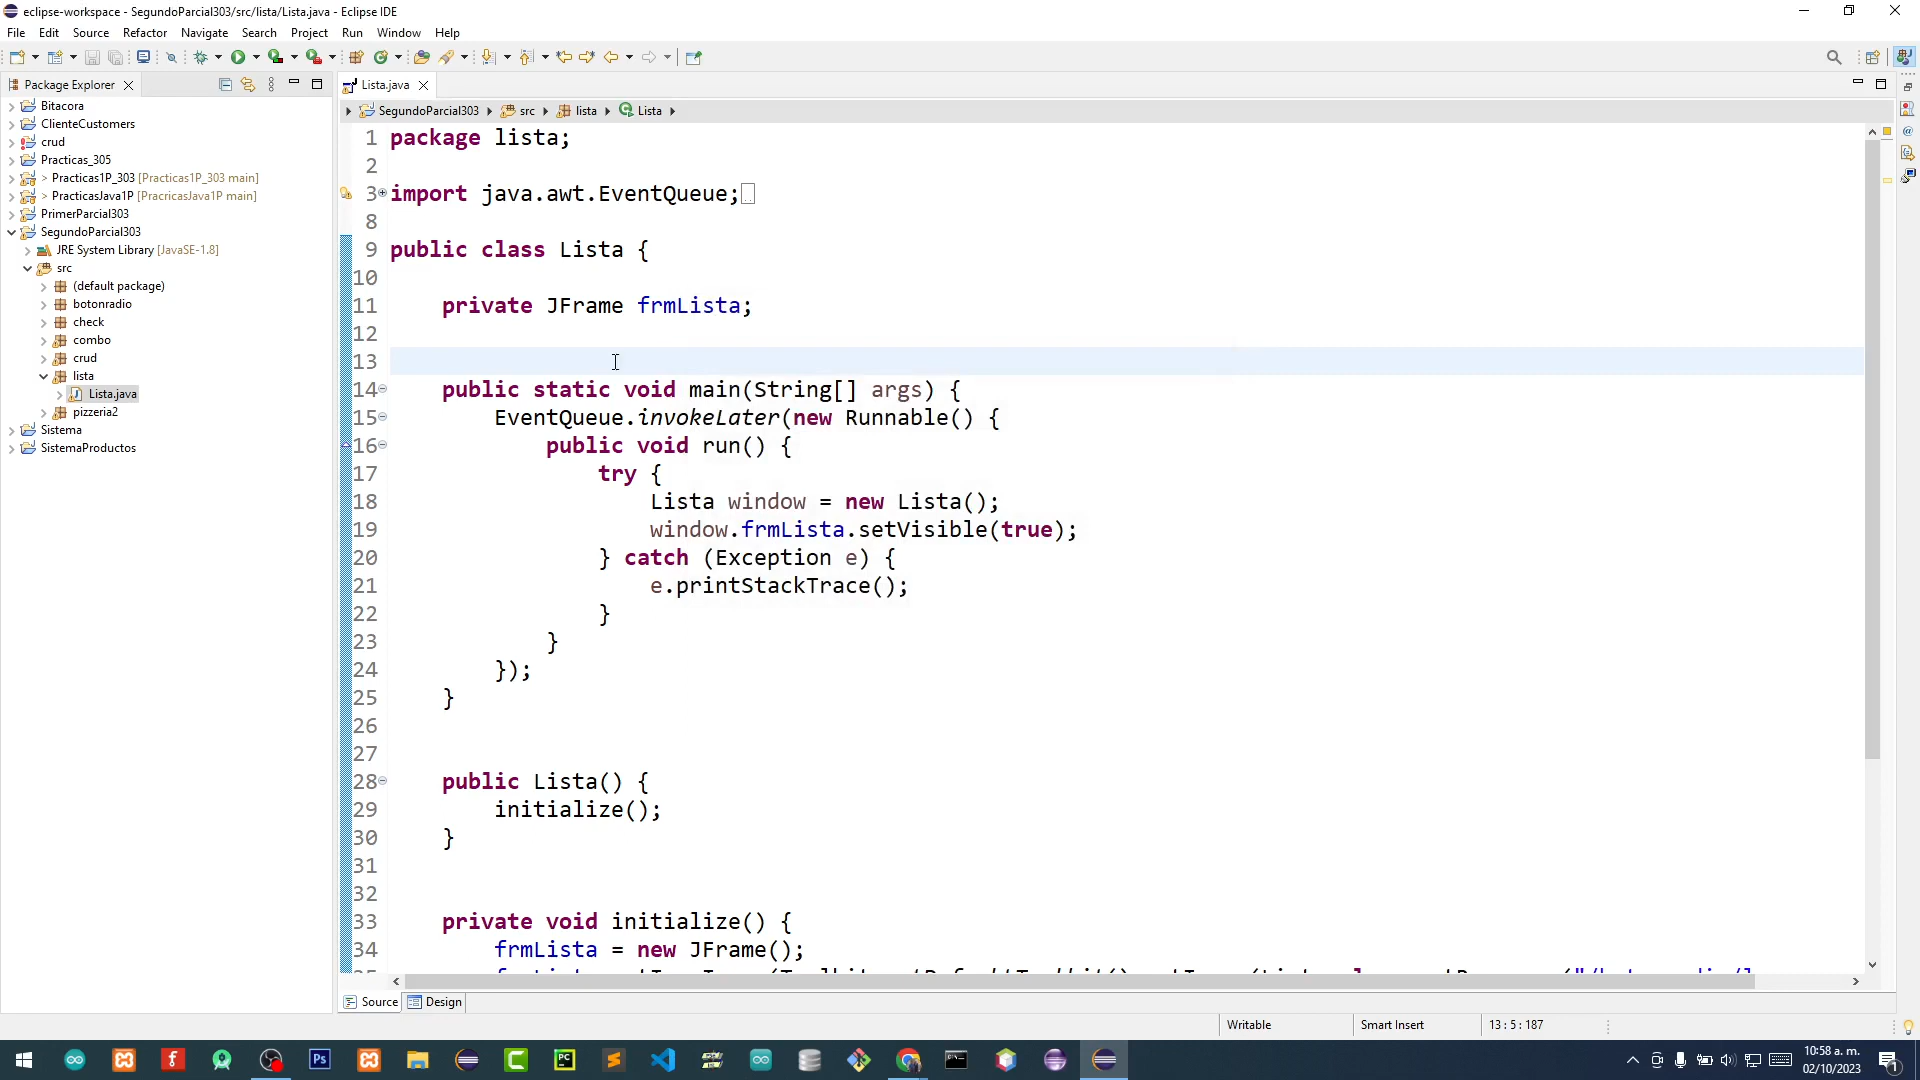 eclipse-workspace - SegundoParcial303/src/lista/Lista.java - Eclipse IDE
File Edit Source Refactor Navigate Search Project Run Window Help
Package Explorer
Bitacora
ClienteCustomers
crud
Practicas_305
> Practicas1P_303 [Practicas1P_303 main]
> PracticasJava1P [PracricasJava1P main]
PrimerParcial303
SegundoParcial303
JRE System Library [JavaSE-1.8]
src
(default package)
botonradio
check
combo
crud
lista
Lista.java
pizzeria2
Sistema
SistemaProductos
Lista.java
SegundoParcial303 src lista Lista
1 package lista;
2
3 import java.awt.EventQueue;
8
9 public class Lista {
10
11 private JFrame frmLista;
12
13
14 public static void main(String[] args) {
15 EventQueue.invokeLater(new Runnable() {
16 public void run() {
17 try {
18 Lista window = new Lista();
19 window.frmLista.setVisible(true);
20 } catch (Exception e) {
21 e.printStackTrace();
22 }
23 }
24 });
25 }
26
27
28 public Lista() {
29 initialize();
30 }
31
32
33 private void initialize() {
34 frmLista = new JFrame();
Source Design
Writable Smart Insert 13 : 5 : 187
10:58 a. m.
02/10/2023